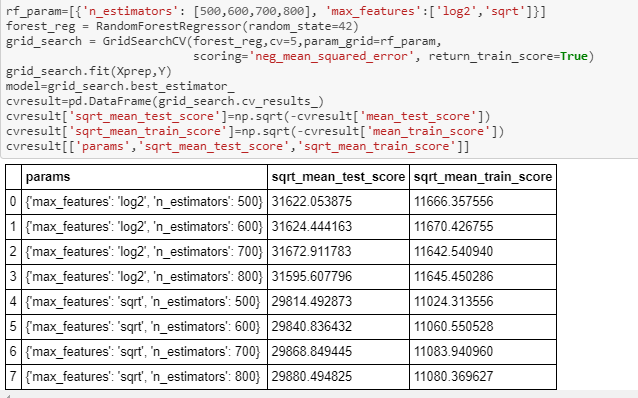 rf_param=[{'n_estimators': [500,600,700,800], 'max_features':['log2','sqrt']}]
forest_reg = RandomForestRegressor(random_state=42)
grid_search = GridSearchCV(forest_reg,cv=5,param_grid=rf_param,
scoring='neg_mean_squared_error', return_train_score=True)
grid_search.fit(Xprep,Y)
model=grid_search.best_estimator_
cvresult=pd.DataFrame(grid_search.cv_results_)
cvresult['sqrt_mean_test_score']=np.sqrt(-cvresult['mean_test_score'])
cvresult['sqrt_mean_train_score']=np.sqrt(-cvresult['mean_train_score'])
cvresult[['params','sqrt_mean_test_score','sqrt_mean_train_score']]
params sqrt_mean_test_score sqrt_mean_train_score
0 {'max_features': 'log2', 'n_estimators': 500} 31622.053875 11666.357556
1 {'max_features': 'log2', 'n_estimators': 600} 31624.444163 11670.426755
2 {'max_features': 'log2', 'n_estimators': 700} 31672.911783 11642.540940
3 {'max_features': 'log2', 'n_estimators': 800} 31595.607796 11645.450286
4 {'max_features': 'sqrt', 'n_estimators': 500} 29814.492873 11024.313556
5 {'max_features': 'sqrt', 'n_estimators': 600} 29840.836432 11060.550528
6 {'max_features': 'sqrt', 'n_estimators': 700} 29868.849445 11083.940960
7 {'max_features': 'sqrt', 'n_estimators': 800} 29880.494825 11080.369627